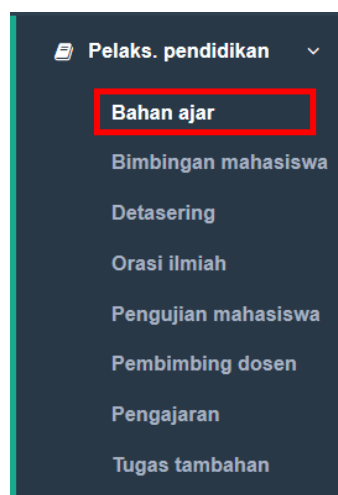 Pelaks. pendidikan
Bahan ajar
Bimbingan mahasiswa
Detasering
Orasi ilmiah
Pengujian mahasiswa
Pembimbing dosen
Pengajaran
Tugas tambahan